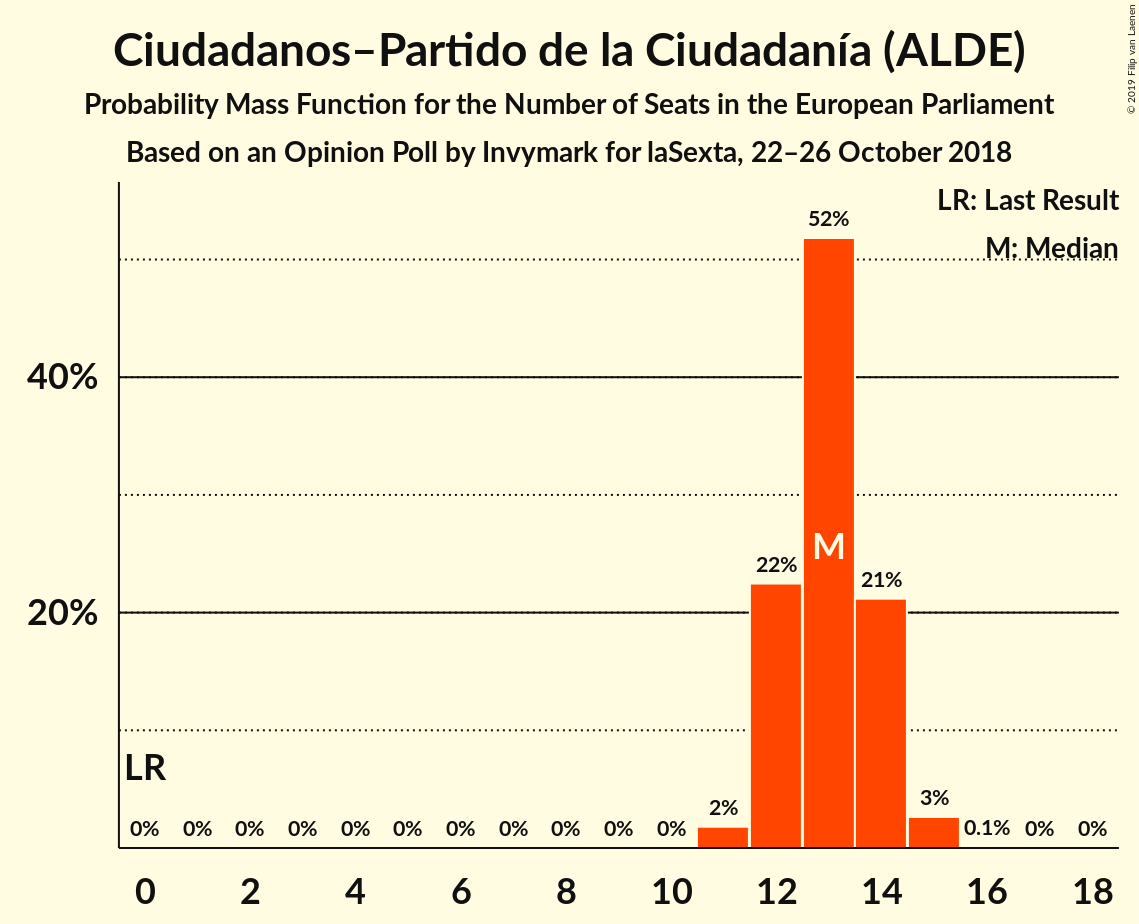 Ciudadanos–Partido de la Ciudadanía (ALDE)
Probability Mass Function for the Number of Seats in the European Parliament
Based on an Opinion Poll by Invymark for laSexta, 22–26 October 2018
© 2019 Filip van Laenen
LR: Last Result
M: Median
52%
40%
M
22%
21%
20%
LR
2%
3%
0% 0% 0% 0% 0% 0% 0% 0% 0% 0% 0% 0.1% 0% 0%
0 2 4 6 8 10 12 14 16 18